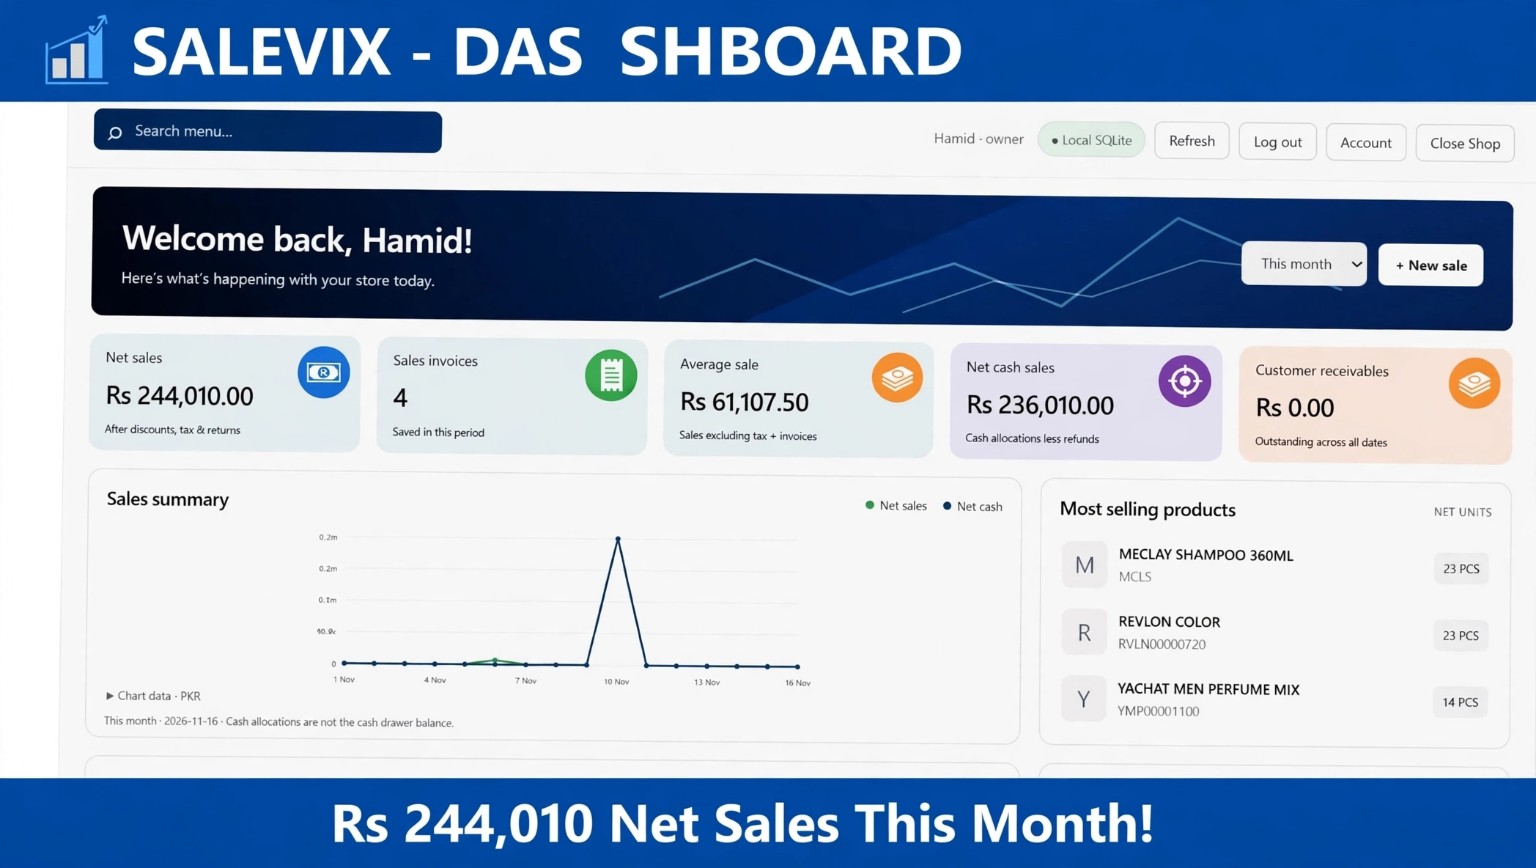 SALEVIX - DAS SHBOARD
Search menu...
Hamid · owner
Local SQLite
Refresh
Log out
Account
Close Shop
Welcome back, Hamid!
Here's what's happening with your store today.
This month
+ New sale
Net sales
Rs 244,010.00
After discounts, tax & returns
Sales invoices
4
Saved in this period
Average sale
Rs 61,107.50
Sales excluding tax + invoices
Net cash sales
Rs 236,010.00
Cash allocations less refunds
Customer receivables
Rs 0.00
Outstanding across all dates
Sales summary
Net sales
Net cash
0.2m
0.2m
0.1m
0
1 Nov
4 Nov
7 Nov
10 Nov
13 Nov
16 Nov
Chart data · PKR
This month · 2026-11-16 · Cash allocations are not the cash drawer balance.
Most selling products
NET UNITS
M
MECLAY SHAMPOO 360ML
MCLS
23 PCS
R
REVLON COLOR
RVLN00000720
23 PCS
Y
YACHAT MEN PERFUME MIX
YMP00001100
14 PCS
Rs 244,010 Net Sales This Month!